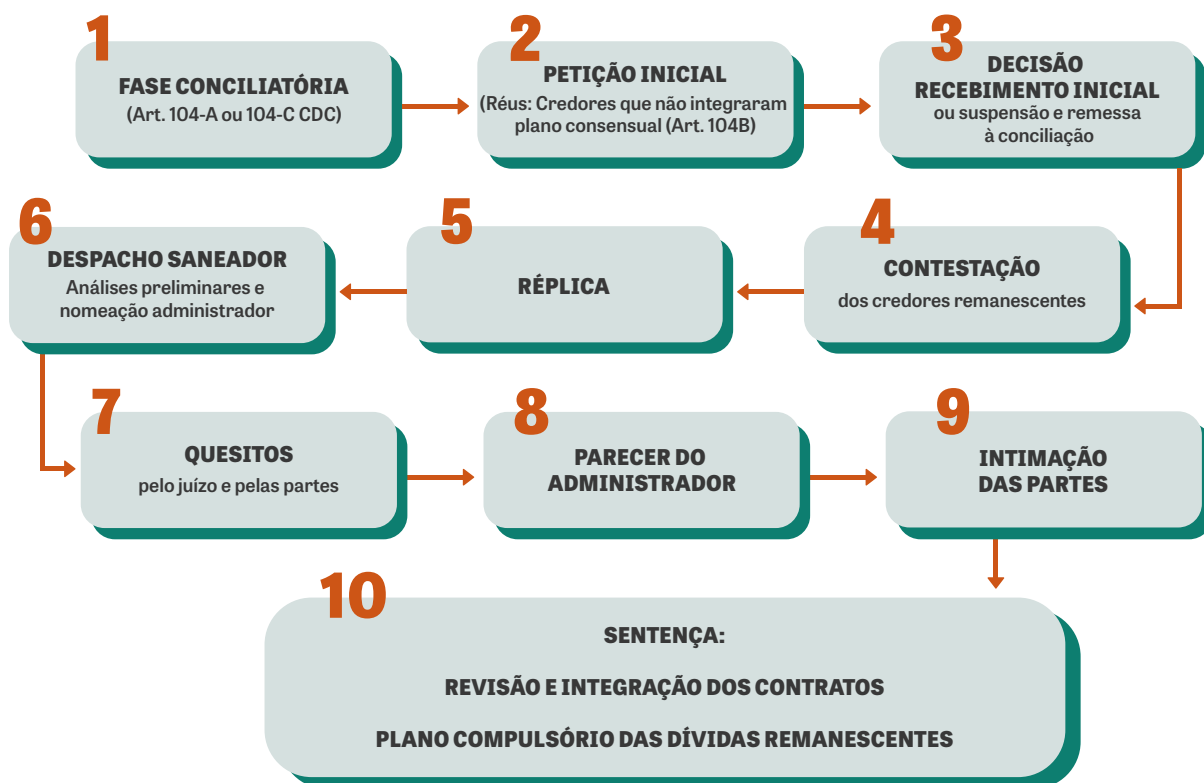 1
FASE CONCILIATÓRIA
(Art. 104-A ou 104-C CDC)
2
PETIÇÃO INICIAL
(Réus: Credores que não integraram
plano consensual (Art. 104B)
3
DECISÃO
RECEBIMENTO INICIAL
ou suspensão e remessa
à conciliação
4
CONTESTAÇÃO
dos credores remanescentes
5
RÉPLICA
6
DESPACHO SANEADOR
Análises preliminares e
nomeação administrador
7
QUESITOS
pelo juízo e pelas partes
8
PARECER DO
ADMINISTRADOR
9
INTIMAÇÃO
DAS PARTES
10
SENTENÇA:
REVISÃO E INTEGRAÇÃO DOS CONTRATOS
PLANO COMPULSÓRIO DAS DÍVIDAS REMANESCENTES